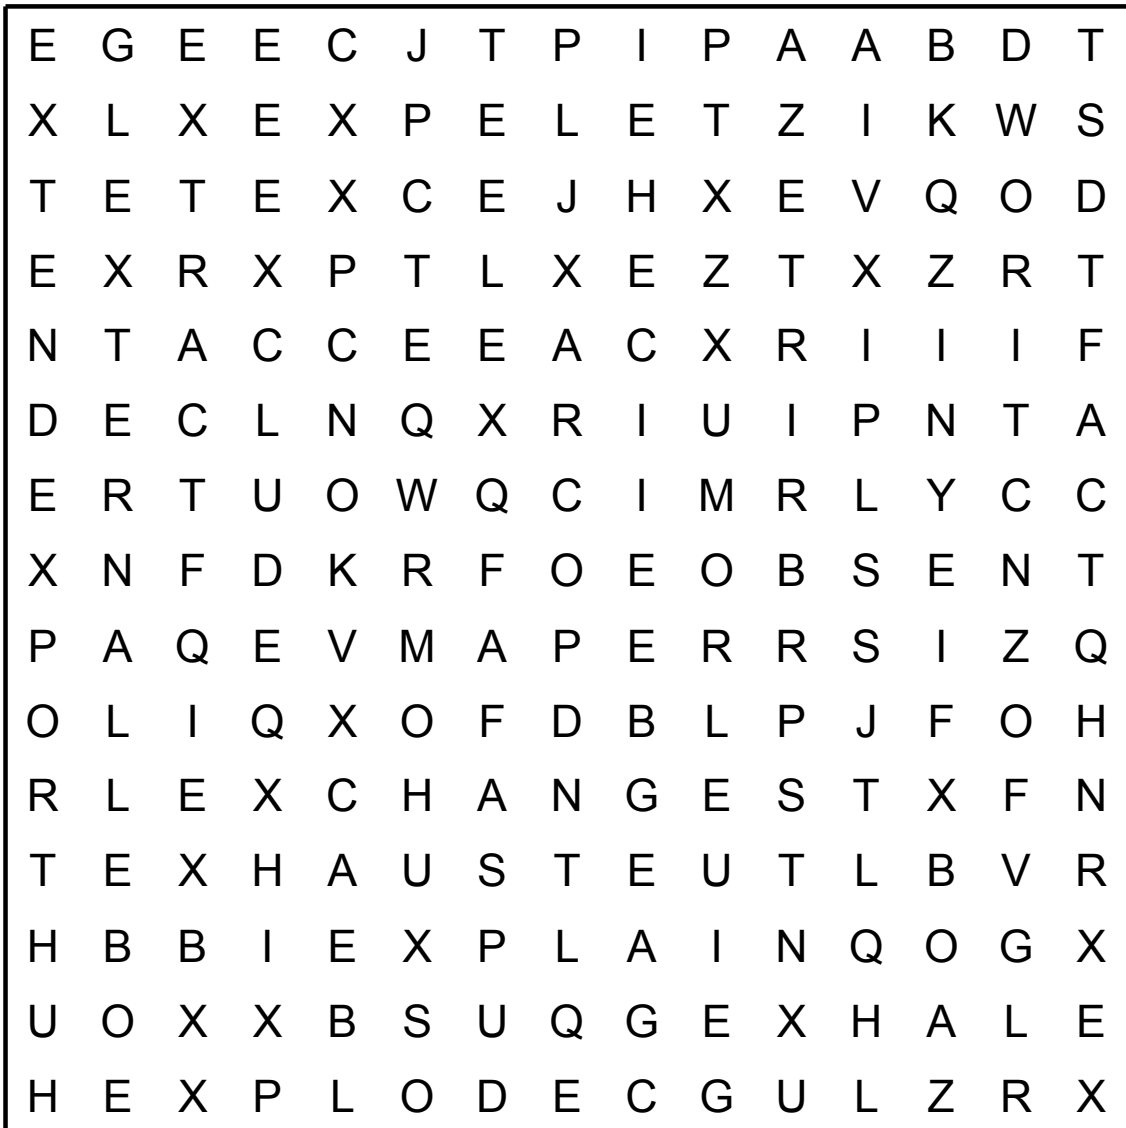 E G E E C J T P I P A A B D T
X L X E X P E L E T Z I K W S
T E T E X C E J H X E V Q O D
E X R X P T L X E Z T X Z R T
N T A C C E E A C X R I I I F
D E C L N Q X R I U I P N T A
E R T U O W Q C I M R L Y C C
X N F D K R F O E O B S E N T
P A Q E V M A P E R R S I Z Q
O L I Q X O F D B L P J F O H
R L E X C H A N G E S T X F N
T E X H A U S T E U T L B V R
H B B I E X P L A I N Q O G X
U O X X B S U Q G E X H A L E
H E X P L O D E C G U L Z R X